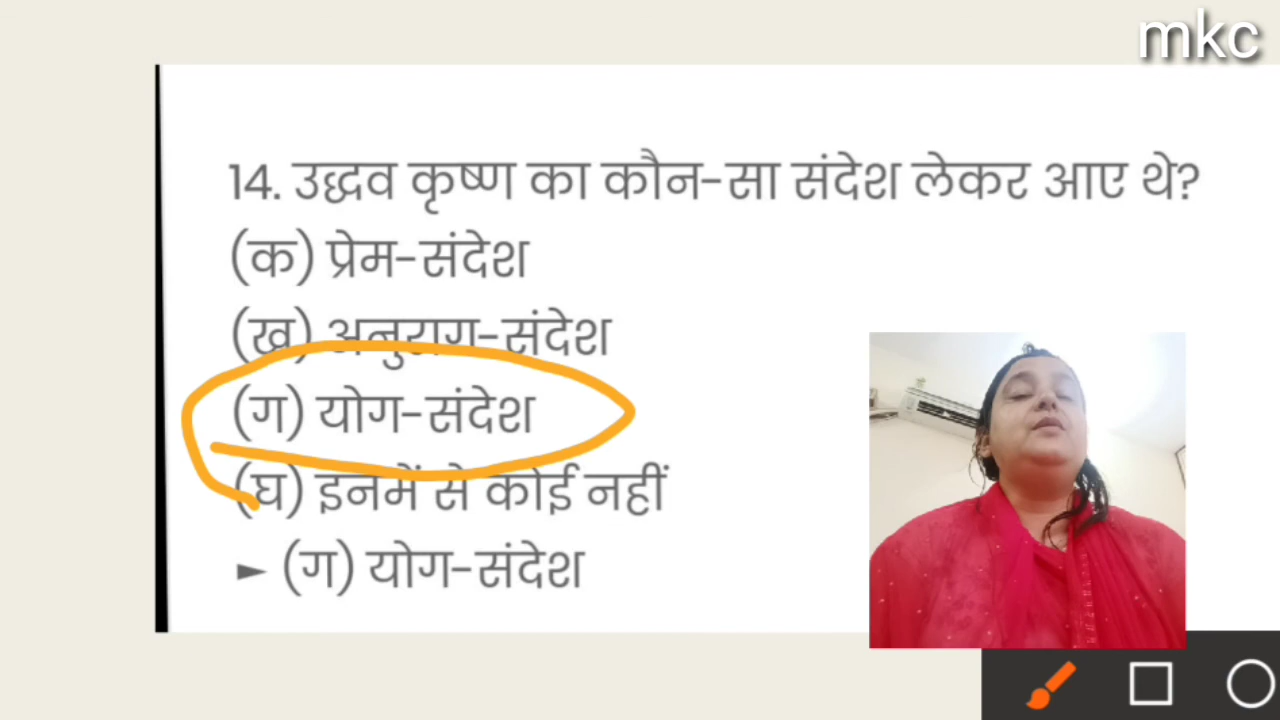 mkc
14. उद्धव कृष्ण का कौन-सा संदेश लेकर आए थे?
(क) प्रेम-संदेश
(ख) अनुराग-संदेश
(ग) योग-संदेश
(घ) इनमें से कोई नहीं
► (ग) योग-संदेश